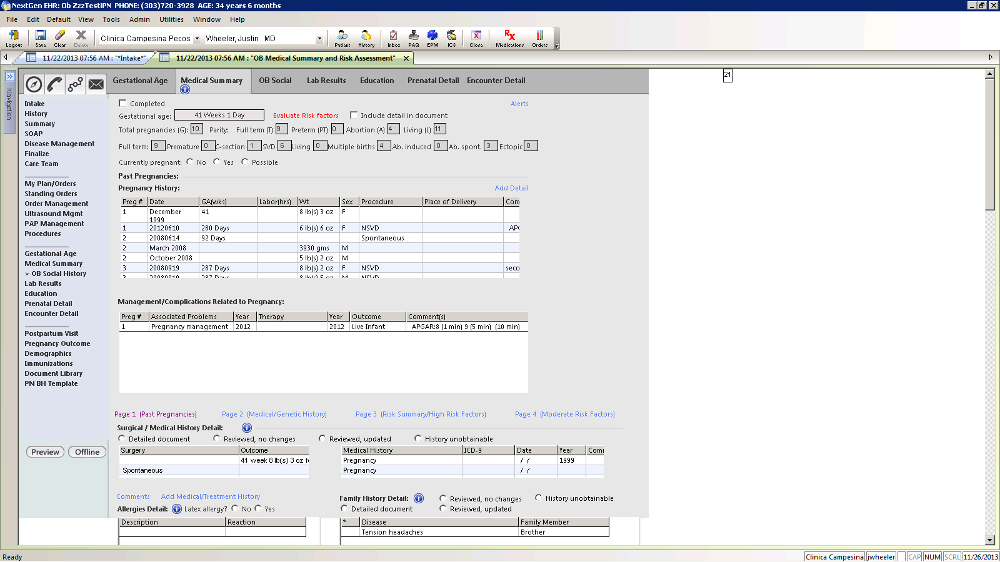 NextGen EHR: Ob ZzzTestiPN PHONE: (303)720-3928 AGE: 34 years 6 months
File Edit Default View Tools Admin Utilities Window Help
Logout Save Clear Delete Clinica Campesina Pecos Wheeler, Justin MD Patient History Inbox PAQ EPM ICS Close Medications Orders
11/22/2013 07:56 AM : "*Intake*" 11/22/2013 07:56 AM : "OB Medical Summary and Risk Assessment"
Navigation
Gestational Age Medical Summary OB Social Lab Results Education Prenatal Detail Encounter Detail
21
Intake
History
Summary
SOAP
Disease Management
Finalize
Care Team
My Plan/Orders
Standing Orders
Order Management
Ultrasound Mgmt
PAP Management
Procedures
Gestational Age
Medical Summary
> OB Social History
Lab Results
Education
Prenatal Detail
Encounter Detail
Postpartum Visit
Pregnancy Outcome
Demographics
Immunizations
Document Library
PN BH Template
Preview Offline
Completed Alerts
Gestational age: 41 Weeks 1 Day Evaluate Risk factors Include detail in document
Total pregnancies (G): 10 Parity: Full term (T) 9 Preterm (PT) 0 Abortion (A) 4 Living (L) 11
Full term: 9 Premature 0 C-section 1 SVD 6 Living 0 Multiple births 4 Ab. induced 0 Ab. spont. 3 Ectopic 0
Currently pregnant: No Yes Possible
Past Pregnancies:
Pregnancy History: Add Detail
Preg # Date GA(wks) Labor(hrs) Wt Sex Procedure Place of Delivery Com
1 December 1999 41 8 lb(s) 3 oz F
1 20120610 280 Days 6 lb(s) 6 oz F NSVD APG
2 20080614 92 Days Spontaneous
2 March 2008 3930 gms M
2 October 2008 5 lb(s) 2 oz M
3 20080919 287 Days 8 lb(s) 2 oz F NSVD seco
3 20080919 287 Days 8 lb(s) 5 oz M NSVD
Management/Complications Related to Pregnancy:
Preg # Associated Problems Year Therapy Year Outcome Comment(s)
1 Pregnancy management 2012 2012 Live Infant APGAR:8 (1 min) 9 (5 min) (10 min)
Page 1 (Past Pregnancies) Page 2 (Medical/Genetic History) Page 3 (Risk Summary/High Risk Factors) Page 4 (Moderate Risk Factors)
Surgical / Medical History Detail:
Detailed document Reviewed, no changes Reviewed, updated History unobtainable
Surgery Outcome
41 week 8 lb(s) 3 oz fe
Spontaneous
Medical History ICD-9 Date Year Comm
Pregnancy / / 1999
Pregnancy / /
Comments Add Medical/Treatment History
Allergies Detail: Latex allergy? No Yes
Description Reaction
Family History Detail: Reviewed, no changes History unobtainable
Detailed document Reviewed, updated
* Disease Family Member
Tension headaches Brother
Ready Clinica Campesina jwheeler CAP NUM SCRL 11/26/2013